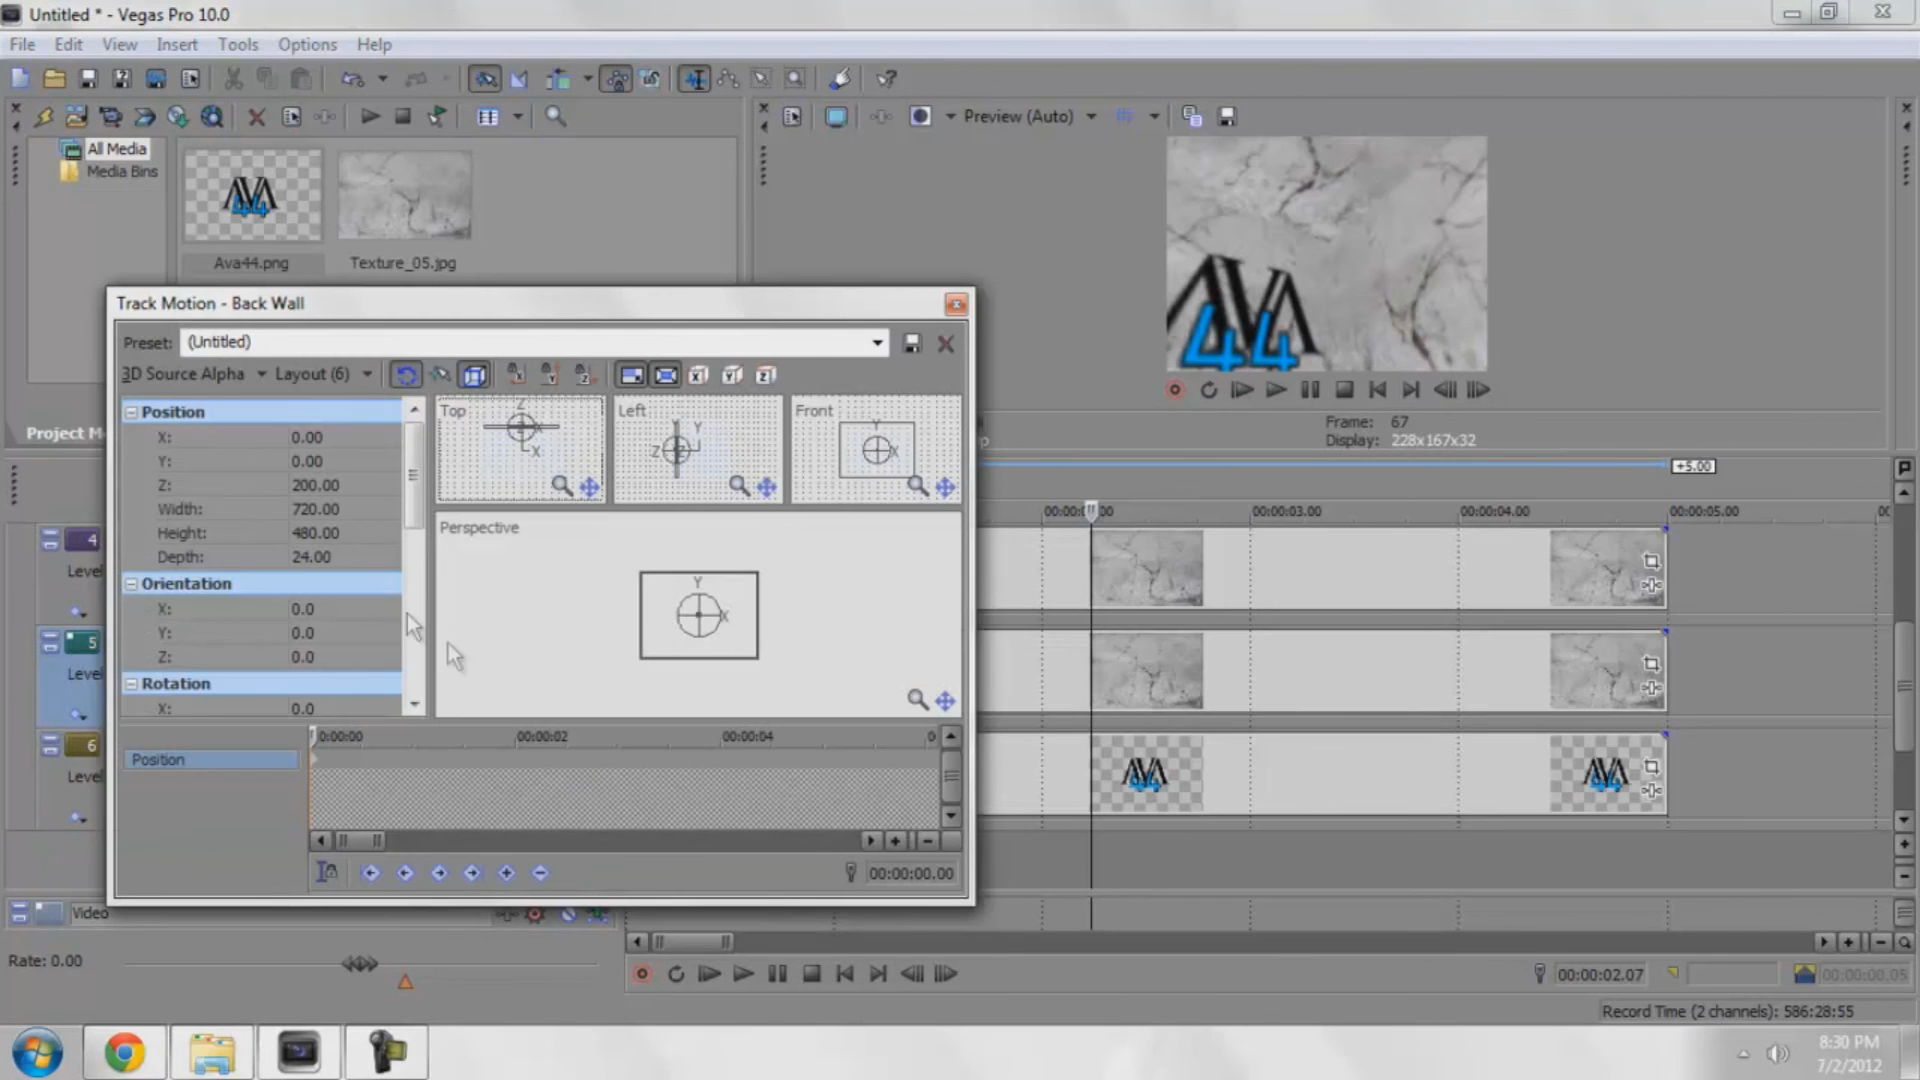 Untitled * - Vegas Pro 10.0
File Edit View Insert Tools Options Help
Preview (Auto)
All Media
Media Bins
Ava44.png
Texture_05.jpg
Project M
Track Motion - Back Wall
Preset: (Untitled)
3D Source Alpha Layout (6)
Position
X: 0.00
Y: 0.00
Z: 200.00
Width: 720.00
Height: 480.00
Depth: 24.00
Orientation
X: 0.0
Y: 0.0
Z: 0.0
Rotation
X: 0.0
Top
Left
Front
Perspective
Frame: 67
Display: 228x167x32
+5.00
00:00:03.00
00:00:04.00
00:00:05.00
4
Level
5
Level
6
Level
0:00:00
00:00:02
00:00:04
Position
00:00:00.00
Video
Rate: 0.00
00:00:02.07
00:00:00.05
Record Time (2 channels): 586:28:55
8:30 PM
7/2/2012